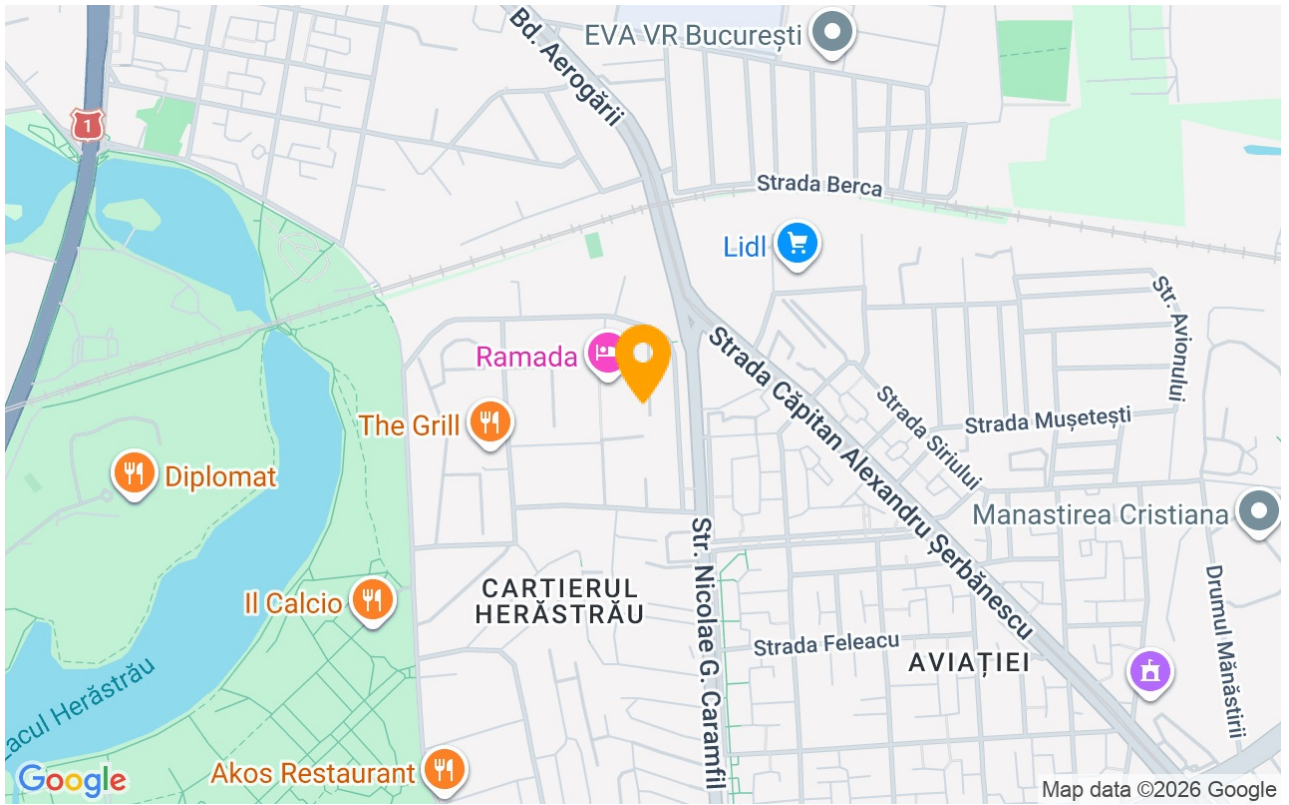 EVA VR București
Bd. Aerogării
1
Strada Berca
Lidl
Str. Avionului
Ramada
Strada Căpitan Alexandru Șerbănescu
Strada Siriului
Strada Mușetești
The Grill
Diplomat
Manastirea Cristiana
Str. Nicolae G. Caramfil
CARTIERUL
HERĂSTRĂU
Il Calcio
Strada Feleacu
AVIAȚIEI
Drumul Mănăstirii
Lacul Herăstrău
Akos Restaurant
Google
Map data ©2026 Google